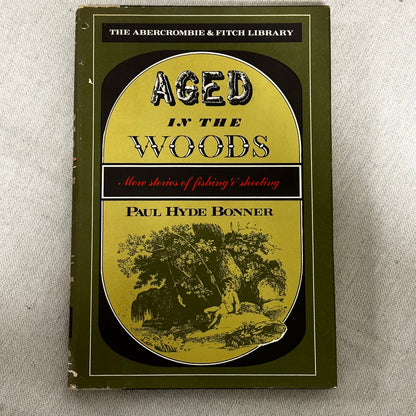 THE ABERCROMBIE & FITCH LIBRARY
AGED
IN THE
WOODS
More stories of fishing & shooting
PAUL HYDE BONNER